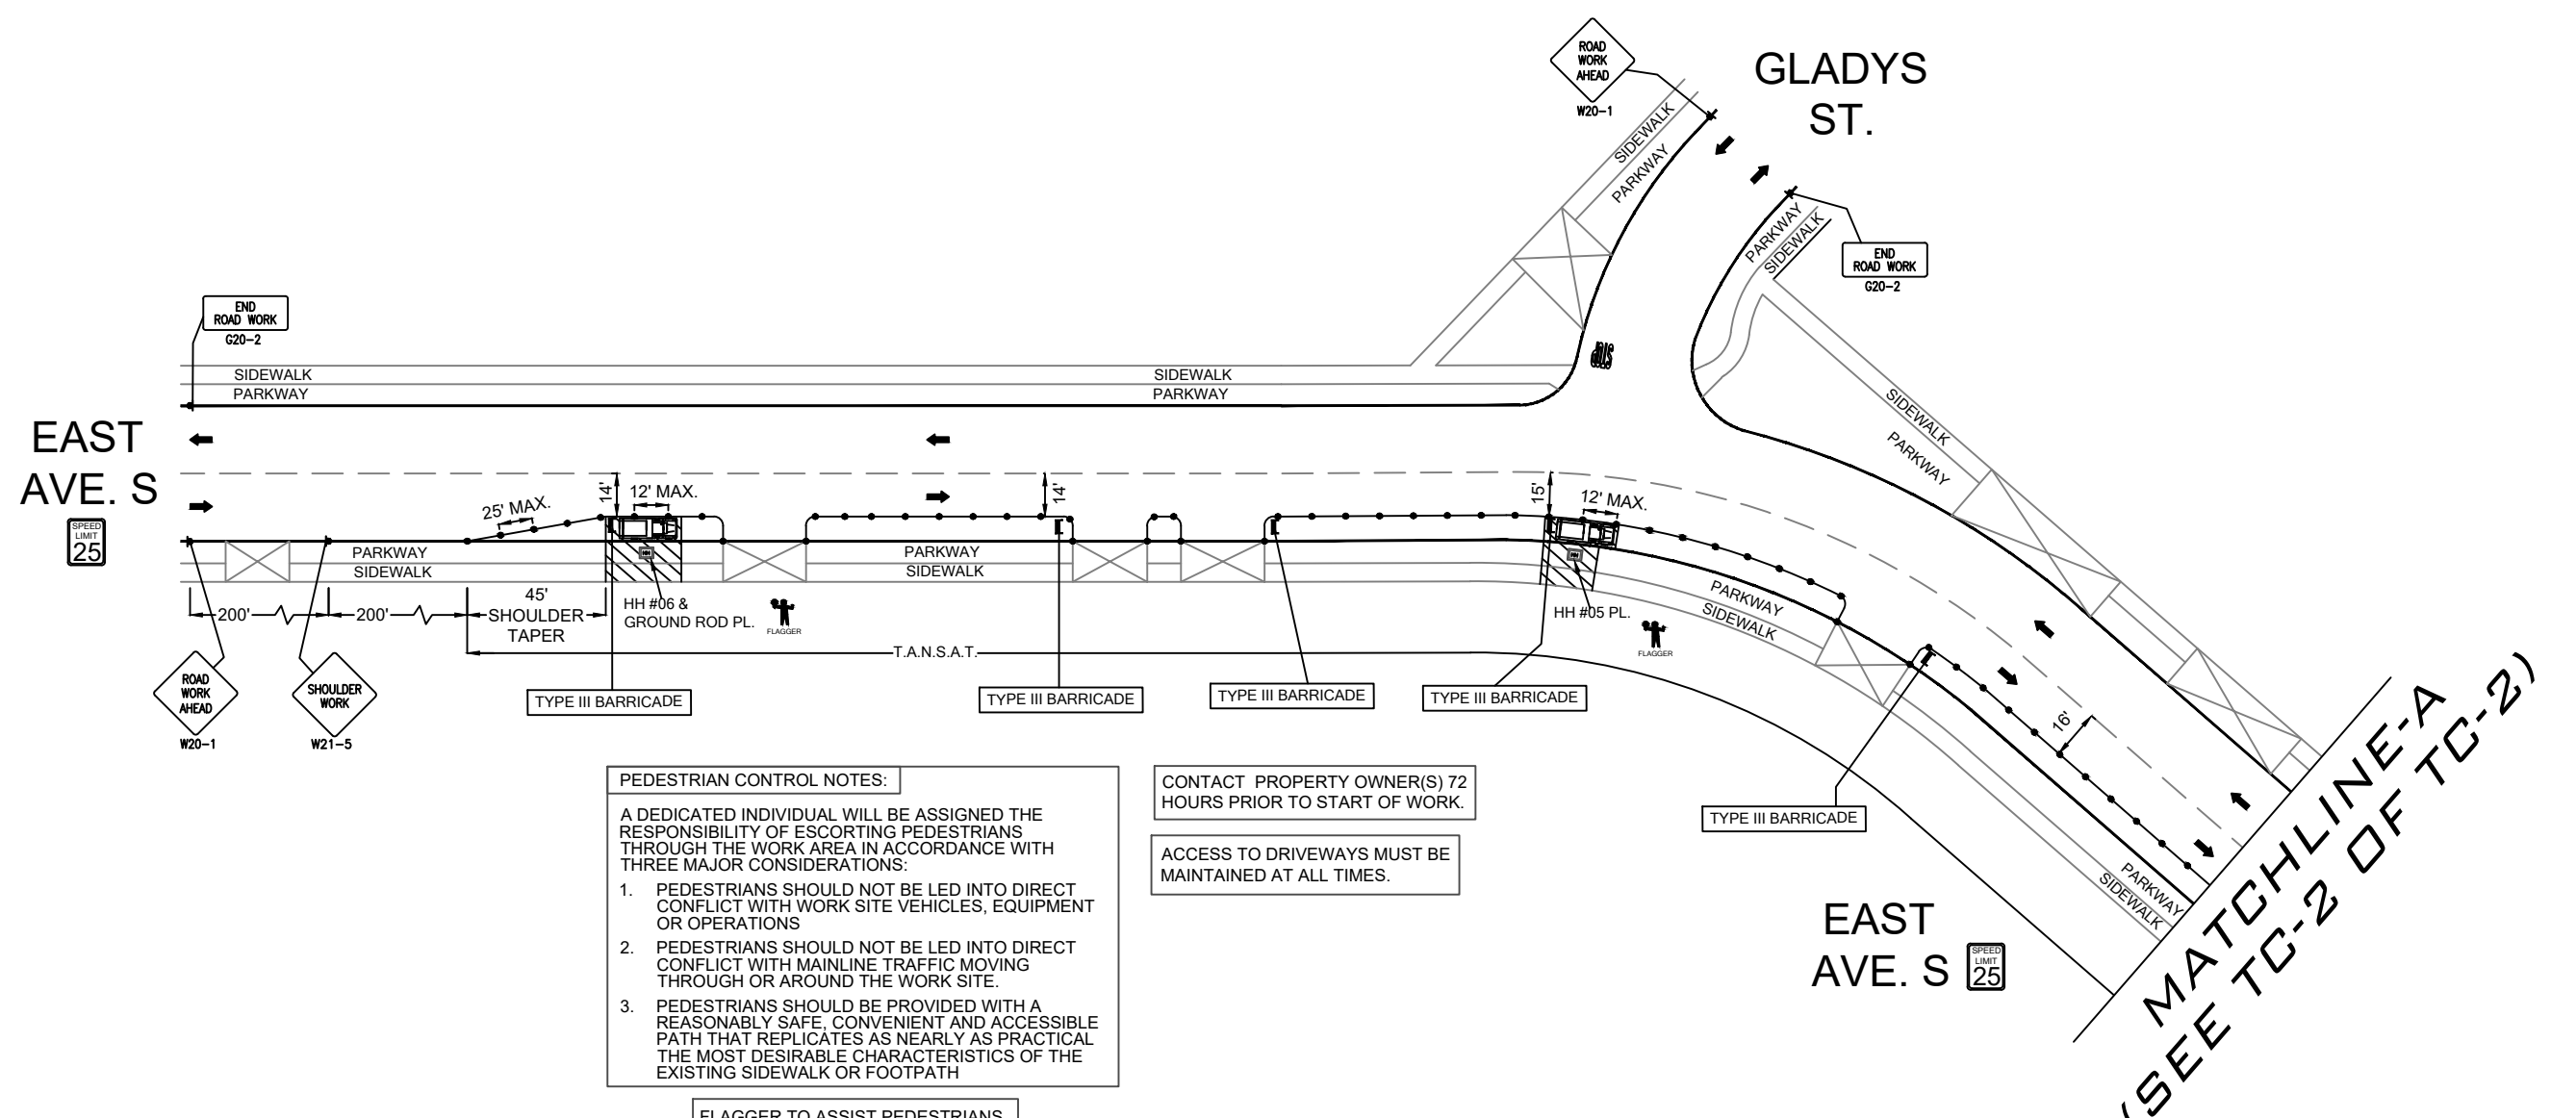 ROAD
WORK
AHEAD
W20-1
GLADYS
ST.
SIDEWALK
PARKWAY
PARKWAY
SIDEWALK
END
ROAD WORK
G20-2
END
ROAD WORK
G20-2
SIDEWALK
PARKWAY
SIDEWALK
PARKWAY
STOP
SIDEWALK
PARKWAY
EAST
AVE. S
SPEED
LIMIT
25
25' MAX.
14'
12' MAX.
14'
15'
12' MAX.
PARKWAY
SIDEWALK
PARKWAY
SIDEWALK
PARKWAY
SIDEWALK
200'
200'
45'
SHOULDER
TAPER
HH
HH #06 &
GROUND ROD PL.
FLAGGER
HH
HH #05 PL.
FLAGGER
T.A.N.S.A.T.
ROAD
WORK
AHEAD
W20-1
SHOULDER
WORK
W21-5
TYPE III BARRICADE
TYPE III BARRICADE
TYPE III BARRICADE
TYPE III BARRICADE
16'
TYPE III BARRICADE
PEDESTRIAN CONTROL NOTES:
A DEDICATED INDIVIDUAL WILL BE ASSIGNED THE
RESPONSIBILITY OF ESCORTING PEDESTRIANS
THROUGH THE WORK AREA IN ACCORDANCE WITH
THREE MAJOR CONSIDERATIONS:
1. PEDESTRIANS SHOULD NOT BE LED INTO DIRECT
CONFLICT WITH WORK SITE VEHICLES, EQUIPMENT
OR OPERATIONS
2. PEDESTRIANS SHOULD NOT BE LED INTO DIRECT
CONFLICT WITH MAINLINE TRAFFIC MOVING
THROUGH OR AROUND THE WORK SITE.
3. PEDESTRIANS SHOULD BE PROVIDED WITH A
REASONABLY SAFE, CONVENIENT AND ACCESSIBLE
PATH THAT REPLICATES AS NEARLY AS PRACTICAL
THE MOST DESIRABLE CHARACTERISTICS OF THE
EXISTING SIDEWALK OR FOOTPATH
CONTACT PROPERTY OWNER(S) 72
HOURS PRIOR TO START OF WORK.
ACCESS TO DRIVEWAYS MUST BE
MAINTAINED AT ALL TIMES.
FLAGGER TO ASSIST PEDESTRIANS
PARKWAY
SIDEWALK
EAST
AVE. S
SPEED
LIMIT
25
MATCHLINE-A
(SEE TC-2 OF TC-2)